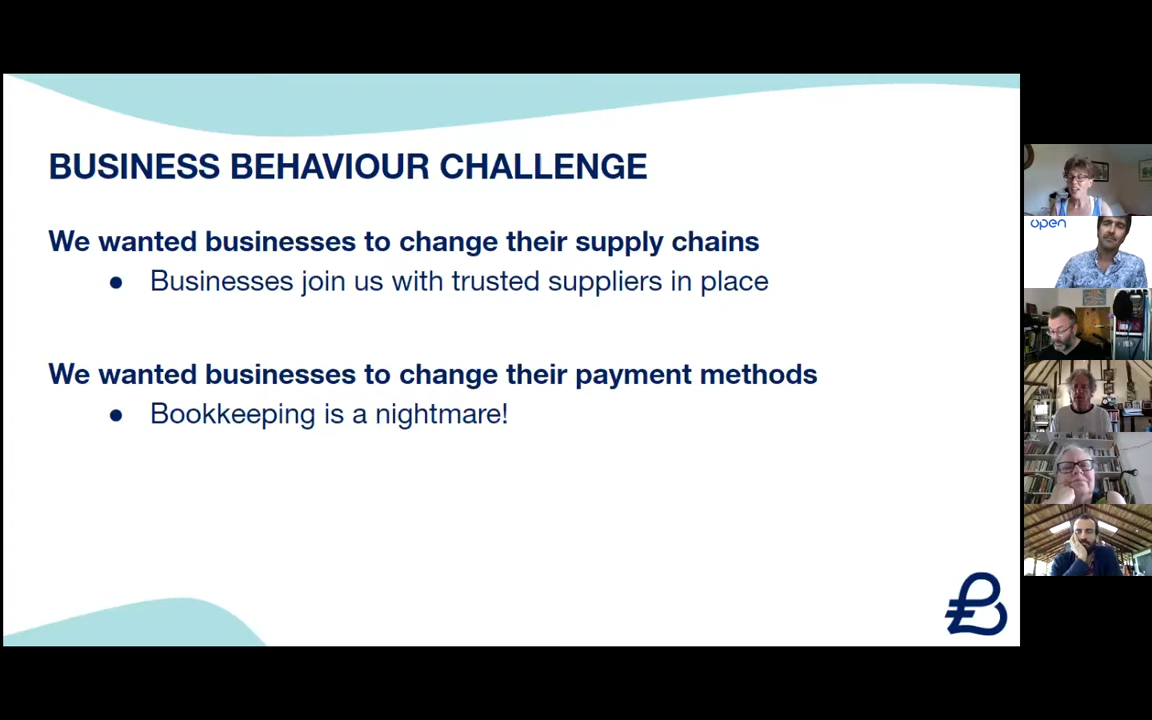 BUSINESS BEHAVIOUR CHALLENGE
We wanted businesses to change their supply chains
● Businesses join us with trusted suppliers in place
We wanted businesses to change their payment methods
● Bookkeeping is a nightmare!
open